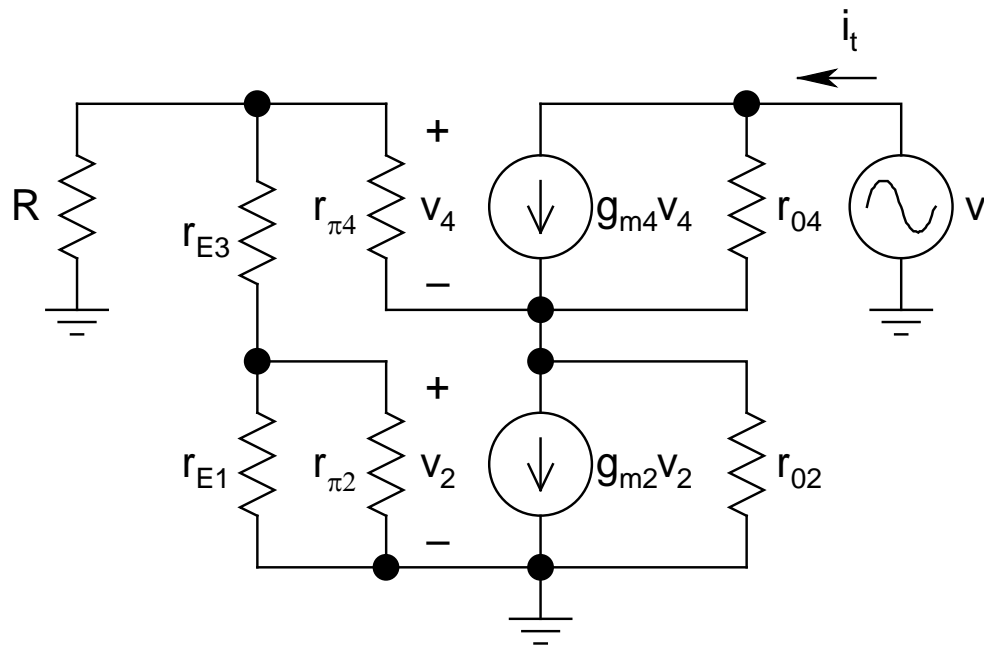 i_t
+ +
R r_E3 r_π4 v_4 g_m4v_4 r_04 v
− 
+
r_E1 r_π2 v_2 g_m2v_2 r_02
−